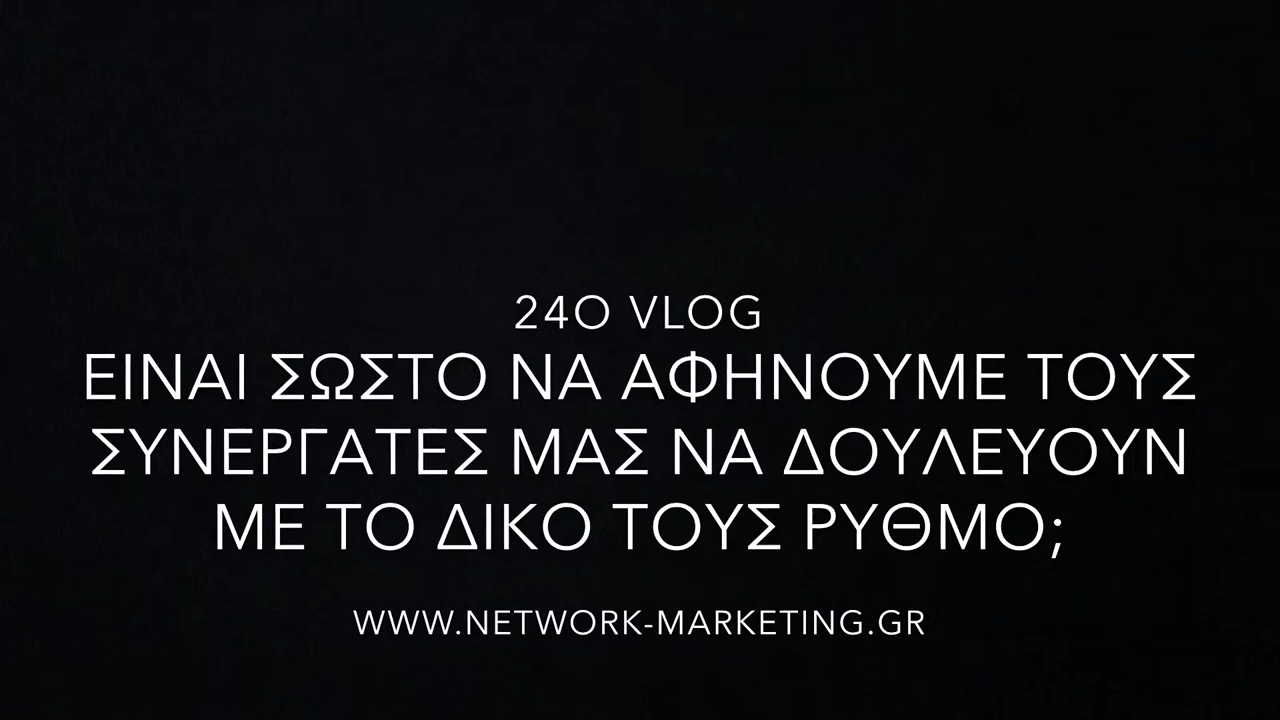 24Ο VLOG
ΕΙΝΑΙ ΣΩΣΤΟ ΝΑ ΑΦΗΝΟΥΜΕ ΤΟΥΣ
ΣΥΝΕΡΓΑΤΕΣ ΜΑΣ ΝΑ ΔΟΥΛΕΥΟΥΝ
ΜΕ ΤΟ ΔΙΚΟ ΤΟΥΣ ΡΥΘΜΟ;
WWW.NETWORK-MARKETING.GR